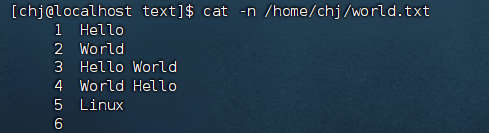 [chj@localhost text]$ cat -n /home/chj/world.txt
1 Hello
2 World
3 Hello World
4 World Hello
5 Linux
6